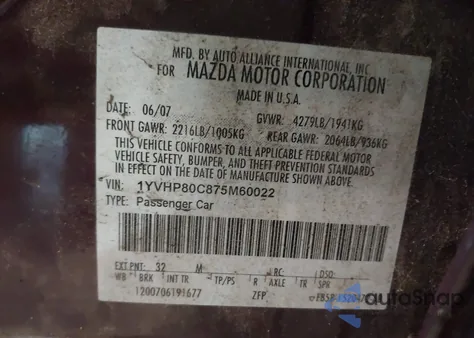 MFD. BY AUTO ALLIANCE INTERNATIONAL, INC.
FOR MAZDA MOTOR CORPORATION
MADE IN U.S.A.
DATE: 06/07 GVWR: 4279LB/1941KG
FRONT GAWR: 2216LB/1005KG REAR GAWR: 2064LB/936KG
THIS VEHICLE CONFORMS TO ALL APPLICABLE FEDERAL MOTOR
VEHICLE SAFETY, BUMPER, AND THEFT PREVENTION STANDARDS
IN EFFECT ON THE DATE OF MANUFACTURE SHOWN ABOVE.
VIN: 1YVHP80C875M60022
TYPE: Passenger Car
EXT PNT: 32 M RC: DSO:
WB BRK INT TR TP/PS R AXLE TR SPR
1200706191677 ZFP
autoSnap